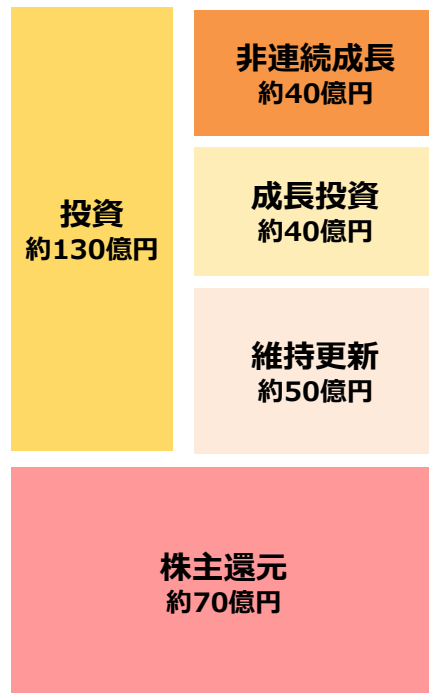 投資
約130億円
非連続成長
約40億円
成長投資
約40億円
維持更新
約50億円
株主還元
約70億円